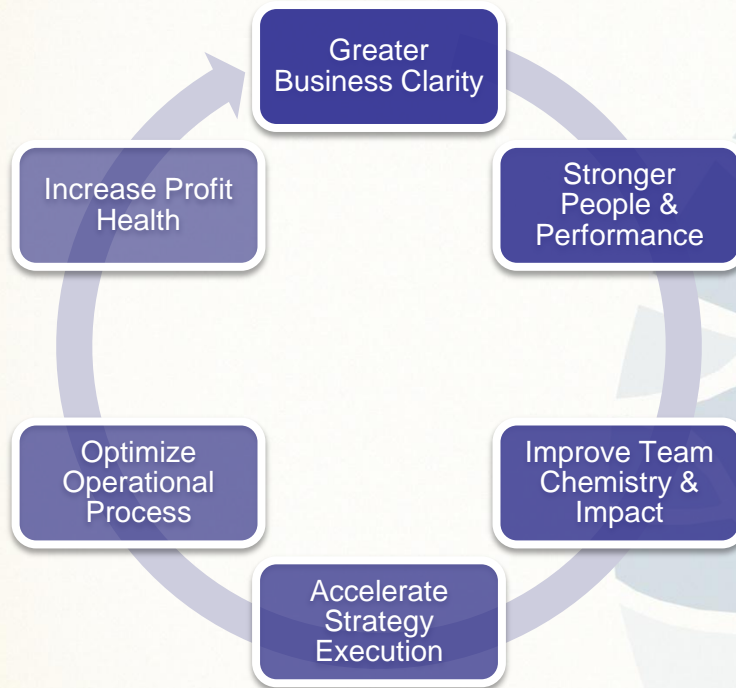 Greater
Business Clarity
Stronger
People &
Performance
Improve Team
Chemistry &
Impact
Accelerate
Strategy
Execution
Optimize
Operational
Process
Increase Profit
Health